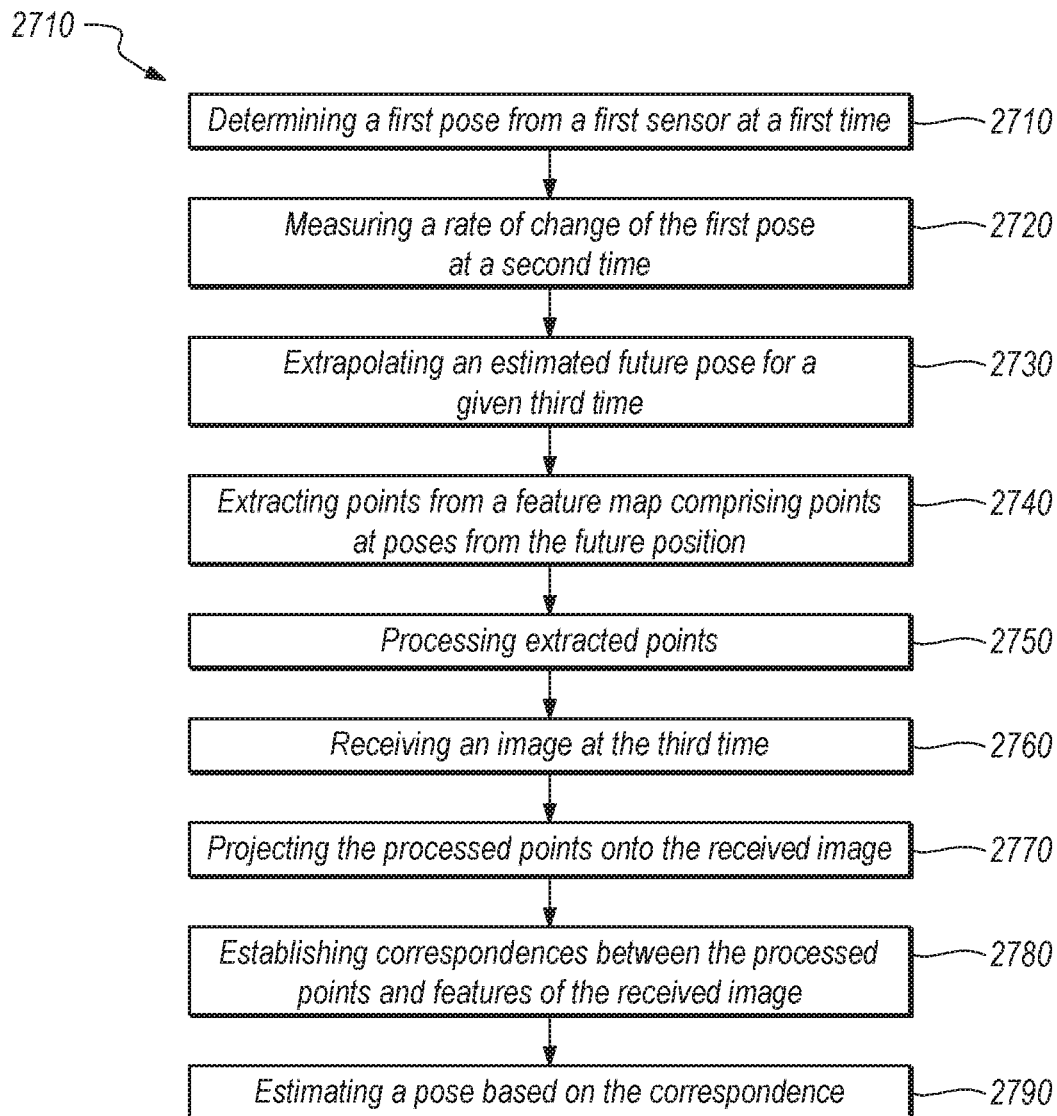 2710
Determining a first pose from a first sensor at a first time
2710
Measuring a rate of change of the first pose
at a second time
2720
Extrapolating an estimated future pose for a
given third time
2730
Extracting points from a feature map comprising points
at poses from the future position
2740
Processing extracted points
2750
Receiving an image at the third time
2760
Projecting the processed points onto the received image
2770
Establishing correspondences between the processed
points and features of the received image
2780
Estimating a pose based on the correspondence
2790